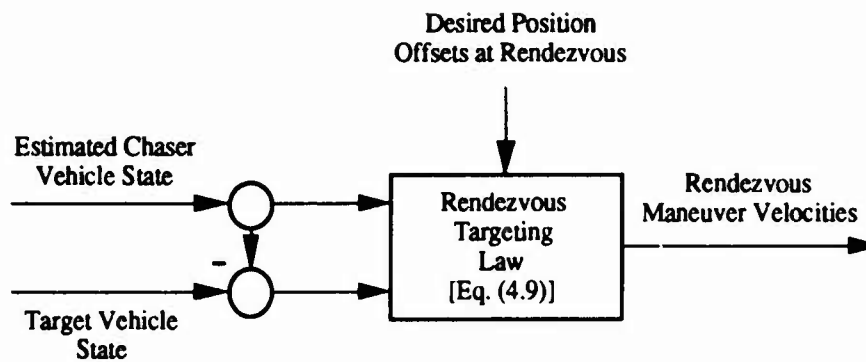 Desired Position
Offsets at Rendezvous
Estimated Chaser
Vehicle State
Rendezvous
Targeting
Law
[Eq. (4.9)]
Rendezvous
Maneuver Velocities
-
Target Vehicle
State